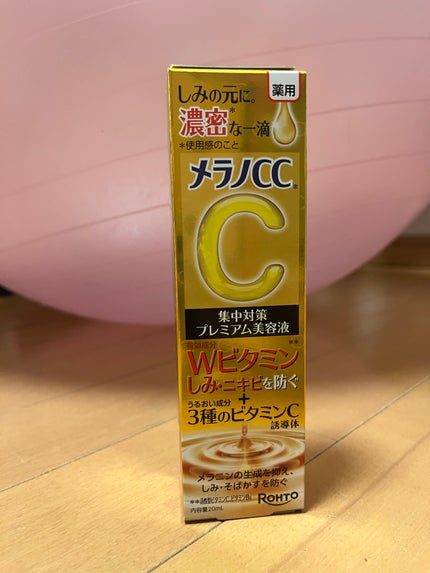 薬用
しみの元に。
濃密*な一滴
*使用感のこと
メラノCC®
C
集中対策
プレミアム美容液
有効成分
Wビタミン**
しみ・ニキビを防ぐ
+
うるおい成分
3種のビタミンC
誘導体
メラニンの生成を抑え、
しみ・そばかすを防ぐ
内容量20mL
ROHTO